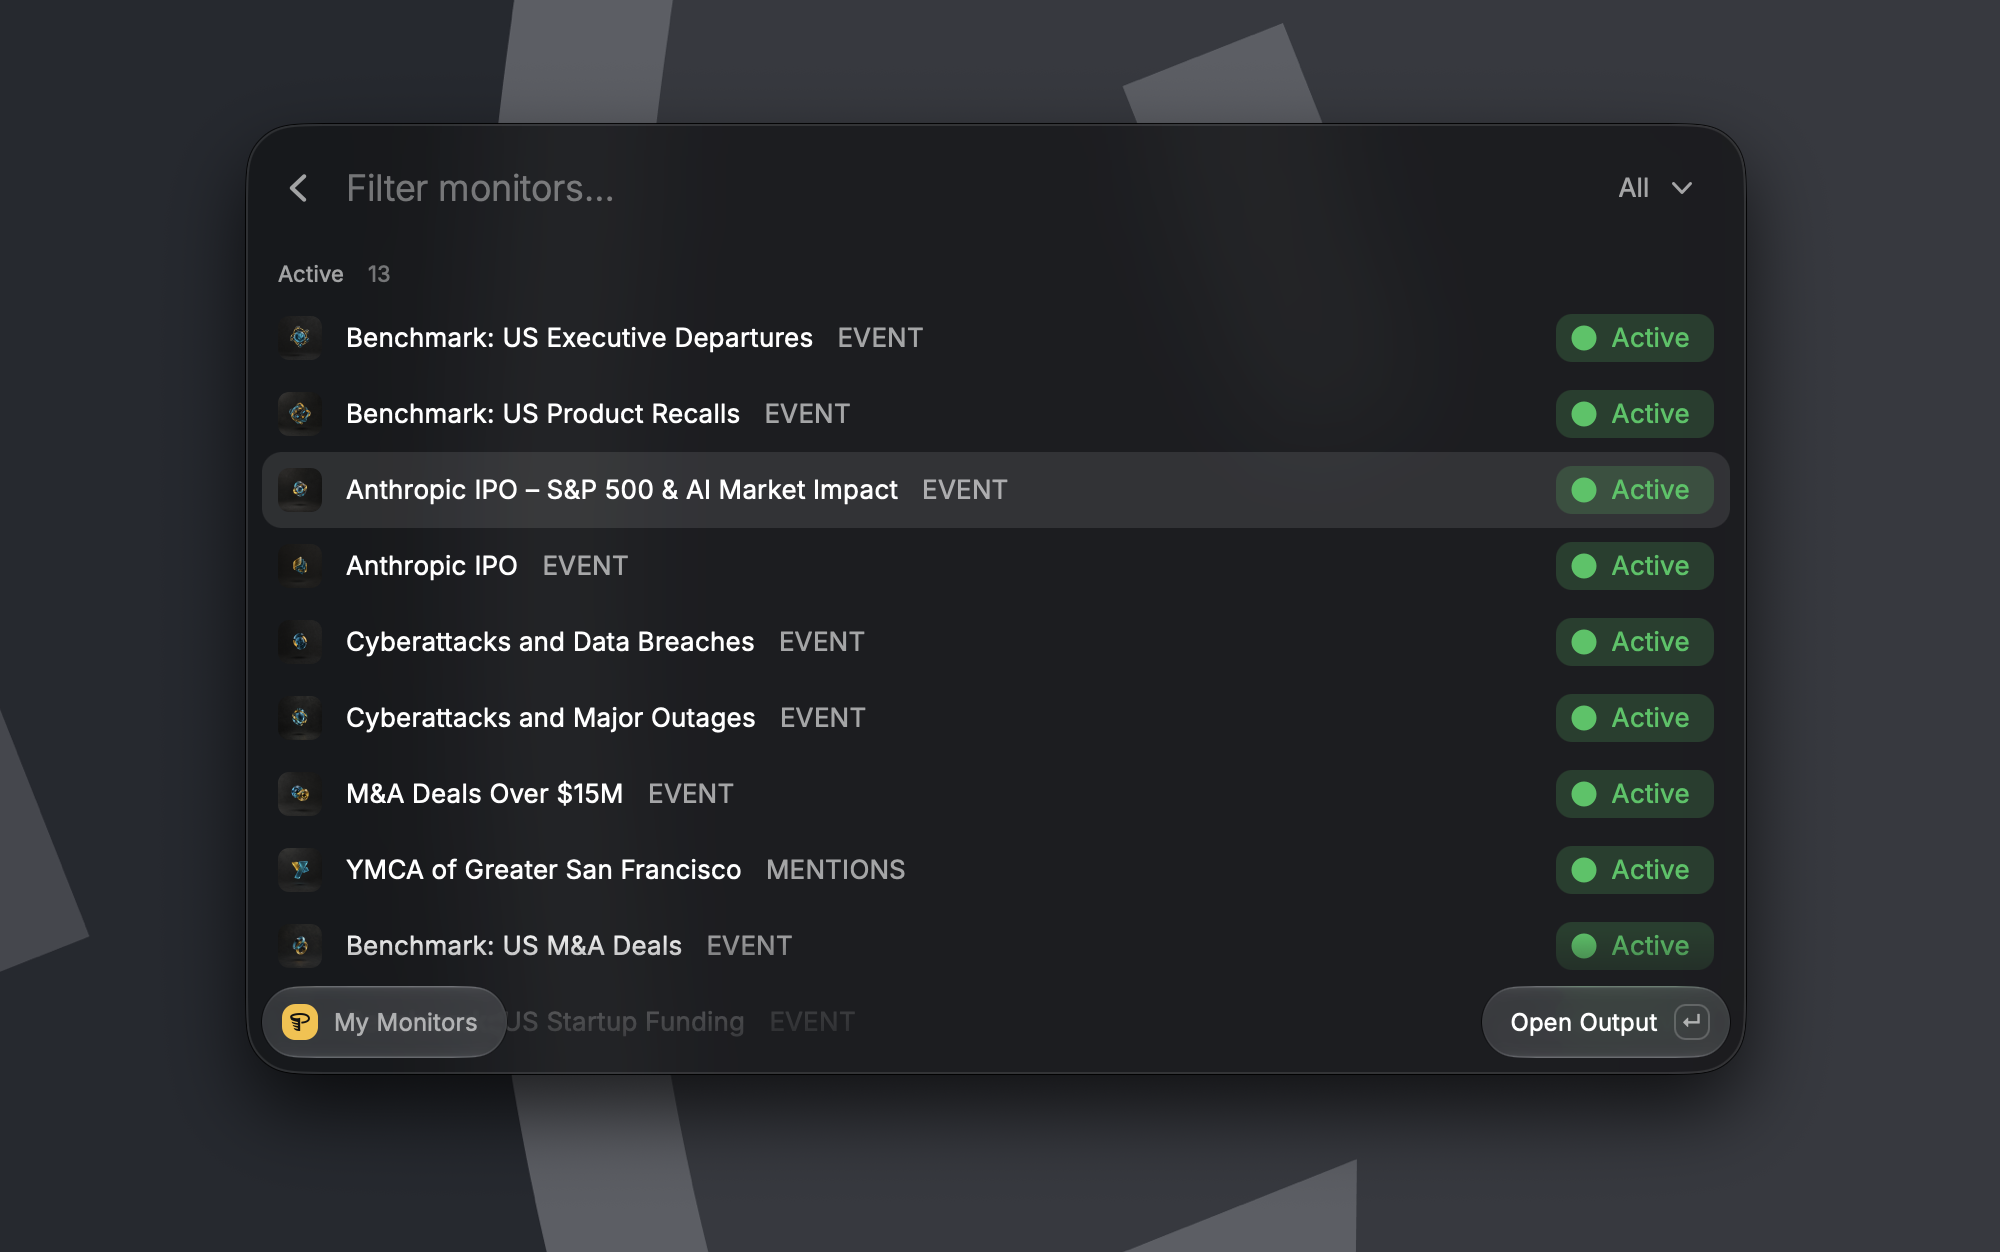 Filter monitors...
All
Active 13
Benchmark: US Executive Departures EVENT Active
Benchmark: US Product Recalls EVENT Active
Anthropic IPO – S&P 500 & AI Market Impact EVENT Active
Anthropic IPO EVENT Active
Cyberattacks and Data Breaches EVENT Active
Cyberattacks and Major Outages EVENT Active
M&A Deals Over $15M EVENT Active
YMCA of Greater San Francisco MENTIONS Active
Benchmark: US M&A Deals EVENT Active
US Startup Funding EVENT
My Monitors
Open Output